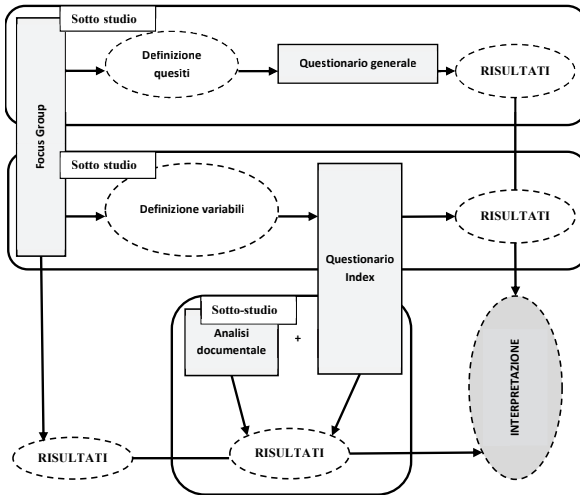 Sotto studio
Definizione
quesiti
Questionario generale
RISULTATI
Focus Group
Sotto studio
Definizione variabili
RISULTATI
Questionario
Index
Sotto-studio
Analisi
documentale
+
INTERPRETAZIONE
RISULTATI
RISULTATI